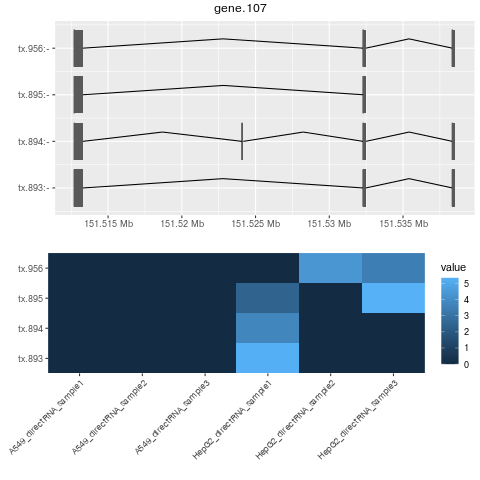 gene.107
tx.956:-
tx.895:-
tx.894:-
tx.893:-
151.515 Mb 151.52 Mb 151.525 Mb 151.53 Mb 151.535 Mb
value
tx.956
tx.895
tx.894
tx.893
5
4
3
2
1
0
A549_directRNA_sample1
A549_directRNA_sample2
A549_directRNA_sample3
HepG2_directRNA_sample1
HepG2_directRNA_sample2
HepG2_directRNA_sample3